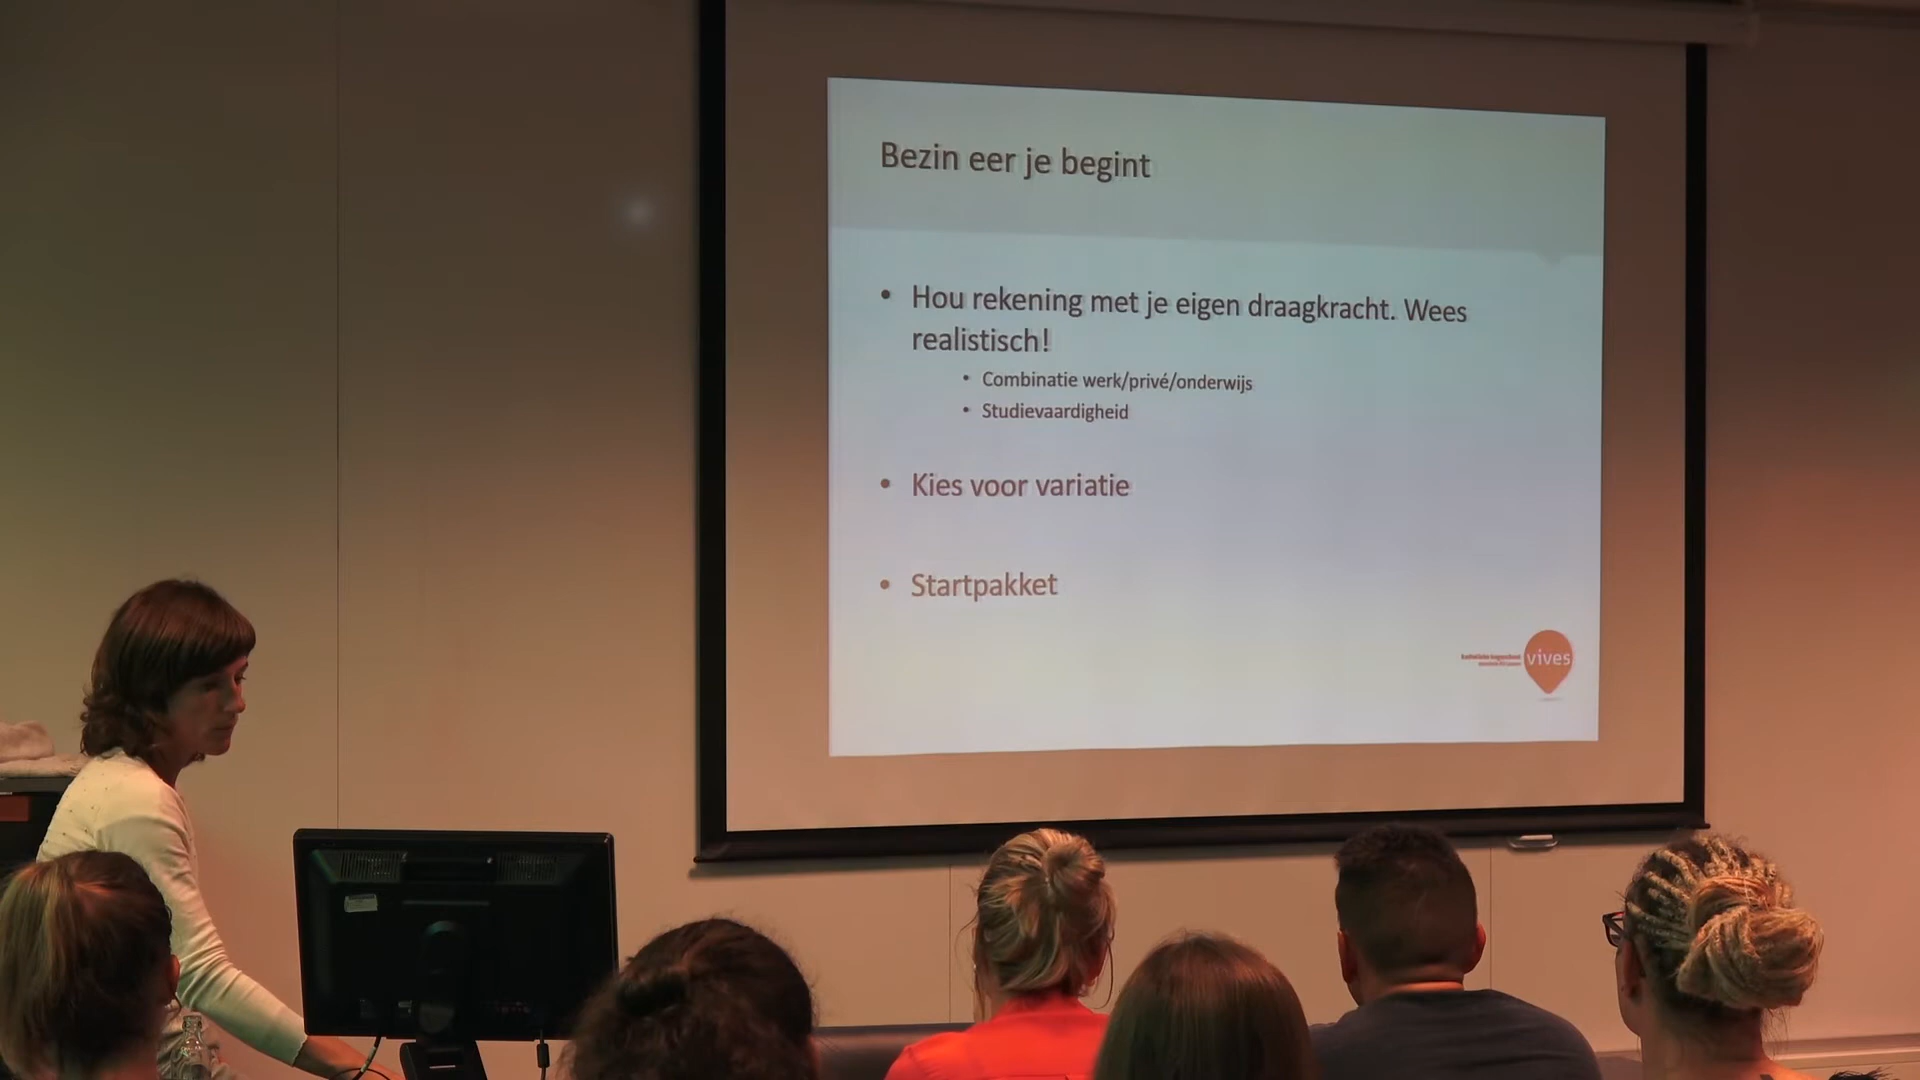 Bezin eer je begint
• Hou rekening met je eigen draagkracht. Wees
realistisch!
• Combinatie werk/privé/onderwijs
• Studievaardigheid
• Kies voor variatie
• Startpakket
vives